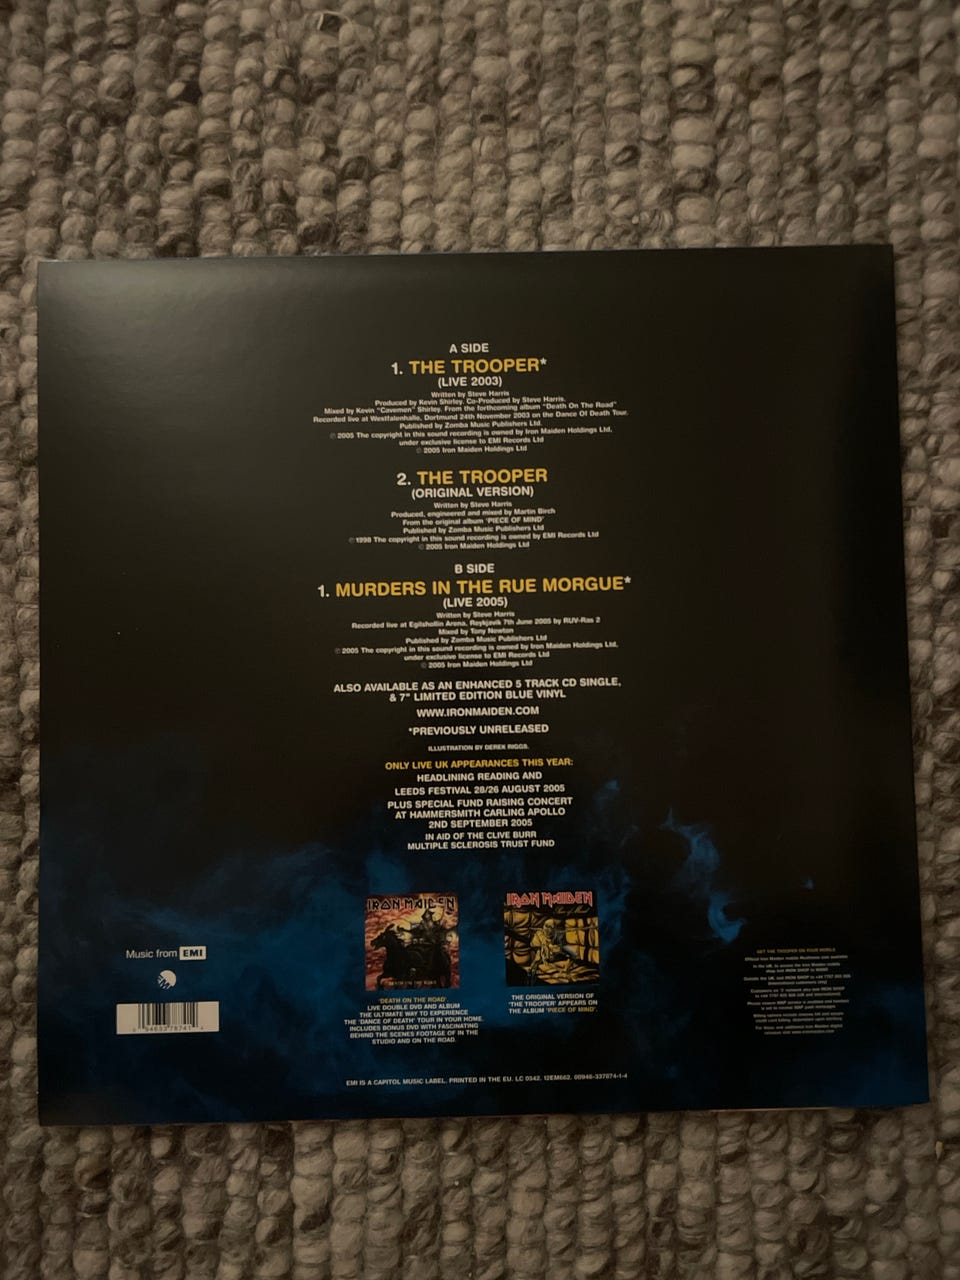 A SIDE
1. THE TROOPER*
(LIVE 2003)
Written by Steve Harris
Produced by Kevin Shirley. Co-Produced by Steve Harris.
Mixed by Kevin "Caveman" Shirley. From the forthcoming album "Death On The Road"
Recorded live at Westfalenhalle, Dortmund 24th November 2003 on the Dance Of Death Tour.
Published by Zomba Music Publishers Ltd.
℗ 2005 The copyright in this sound recording is owned by Iron Maiden Holdings Ltd.
under exclusive license to EMI Records Ltd
© 2005 Iron Maiden Holdings Ltd
2. THE TROOPER
(ORIGINAL VERSION)
Written by Steve Harris
Produced, engineered and mixed by Martin Birch
From the original album 'PIECE OF MIND'
Published by Zomba Music Publishers Ltd
℗ 1998 The copyright in this sound recording is owned by EMI Records Ltd
© 2005 Iron Maiden Holdings Ltd
B SIDE
1. MURDERS IN THE RUE MORGUE*
(LIVE 2005)
Written by Steve Harris
Recorded live at Egilshollin Arena, Reykjavik 7th June 2005 by RUV-Ras 2
Mixed by Tony Newton
Published by Zomba Music Publishers Ltd
℗ 2005 The copyright in this sound recording is owned by Iron Maiden Holdings Ltd,
under exclusive license to EMI Records Ltd
© 2005 Iron Maiden Holdings Ltd
ALSO AVAILABLE AS AN ENHANCED 5 TRACK CD SINGLE,
& 7" LIMITED EDITION BLUE VINYL
WWW.IRONMAIDEN.COM
*PREVIOUSLY UNRELEASED
ILLUSTRATION BY DEREK RIGGS.
ONLY LIVE UK APPEARANCES THIS YEAR:
HEADLINING READING AND
LEEDS FESTIVAL 28/26 AUGUST 2005
PLUS SPECIAL FUND RAISING CONCERT
AT HAMMERSMITH CARLING APOLLO
2ND SEPTEMBER 2005
IN AID OF THE CLIVE BURR
MULTIPLE SCLEROSIS TRUST FUND
IRON MAIDEN
DEATH ON THE ROAD
IRON MAIDEN
Piece of Mind
'DEATH ON THE ROAD'
LIVE DOUBLE DVD AND ALBUM
THE ULTIMATE WAY TO EXPERIENCE
THE 'DANCE OF DEATH' TOUR IN YOUR HOME.
INCLUDES BONUS DVD WITH FASCINATING
BEHIND THE SCENES FOOTAGE OF IN THE
STUDIO AND ON THE ROAD.
THE ORIGINAL VERSION OF
'THE TROOPER' APPEARS ON
THE ALBUM 'PIECE OF MIND'.
Music from EMI
EMI
0 94633 78741 4
GET THE TROOPER ON YOUR MOBILE
Official Iron Maiden mobile
EMI IS A CAPITOL MUSIC LABEL. PRINTED IN THE EU. LC 0542. 12EM662. 00946-337874-1-4